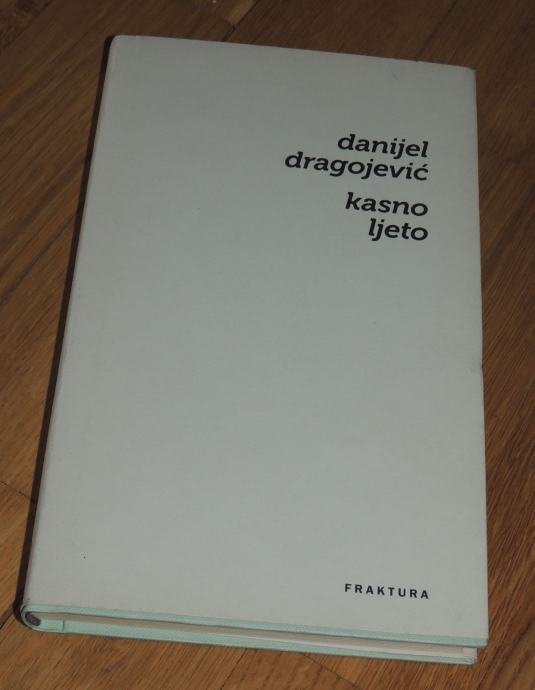 danijel
dragojević
kasno
ljeto
FRAKTURA